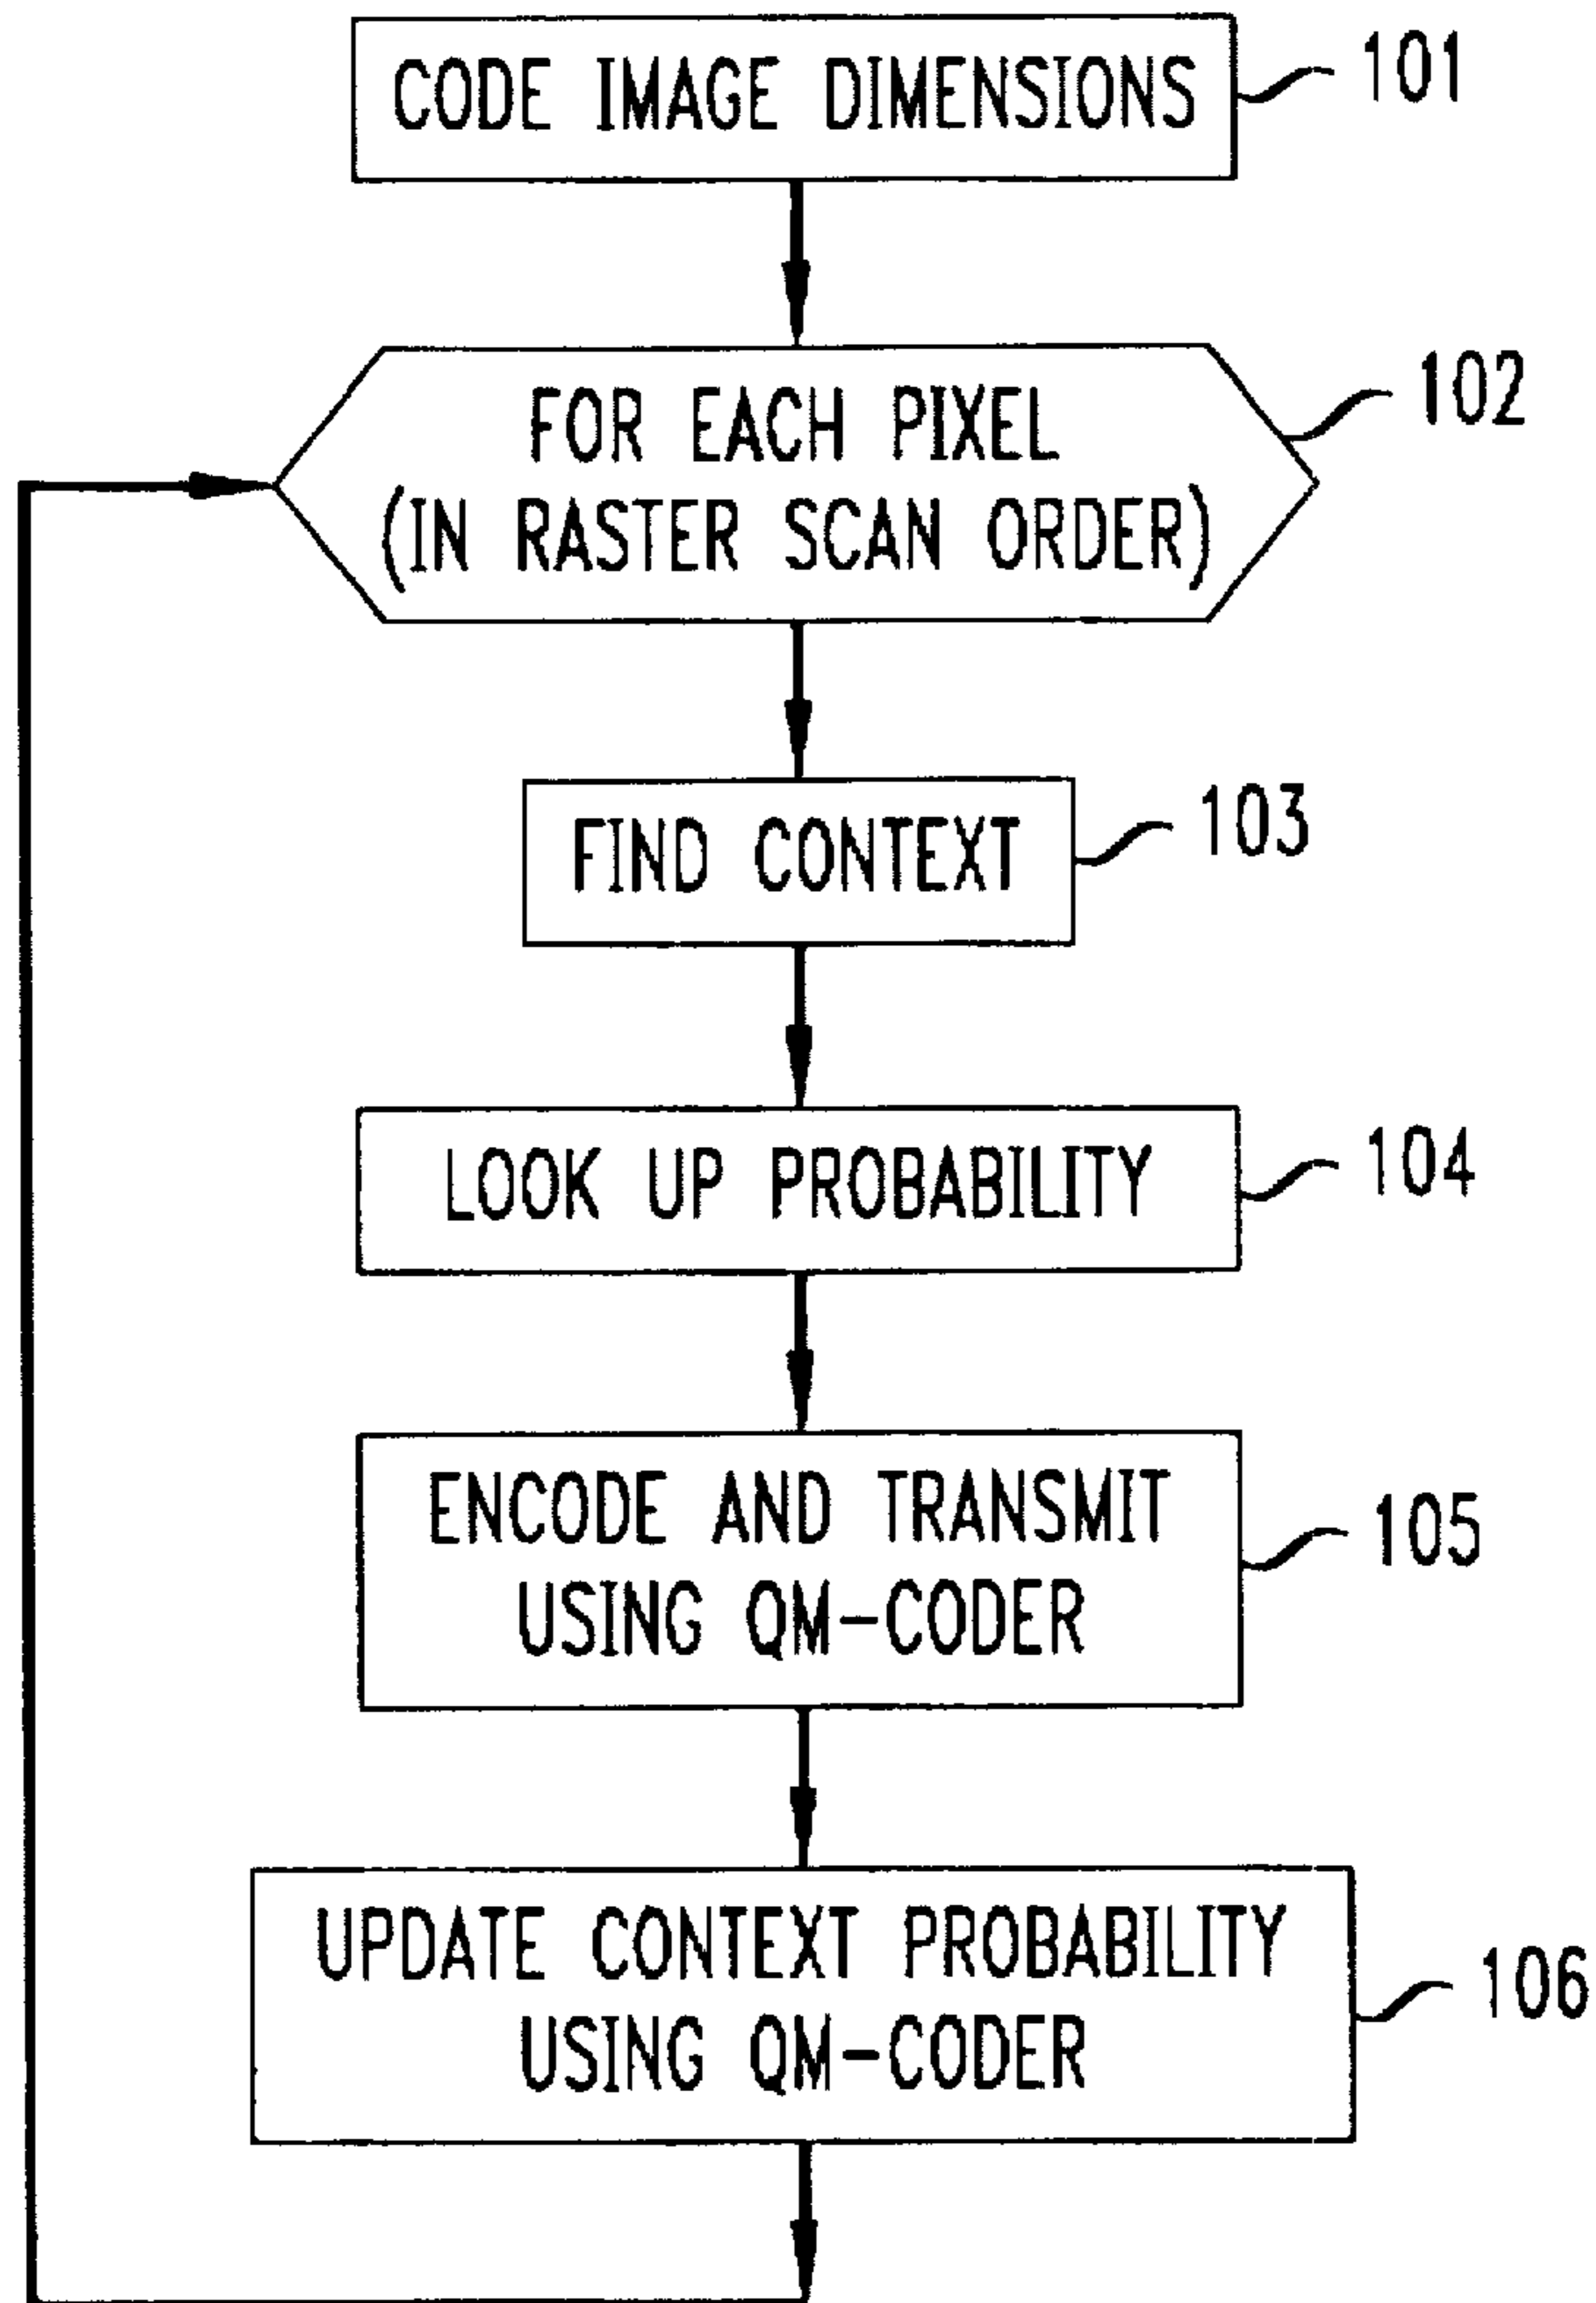 CODE IMAGE DIMENSIONS
101
FOR EACH PIXEL
(IN RASTER SCAN ORDER)
102
FIND CONTEXT
103
LOOK UP PROBABILITY
104
ENCODE AND TRANSMIT
USING QM-CODER
105
UPDATE CONTEXT PROBABILITY
USING QM-CODER
106